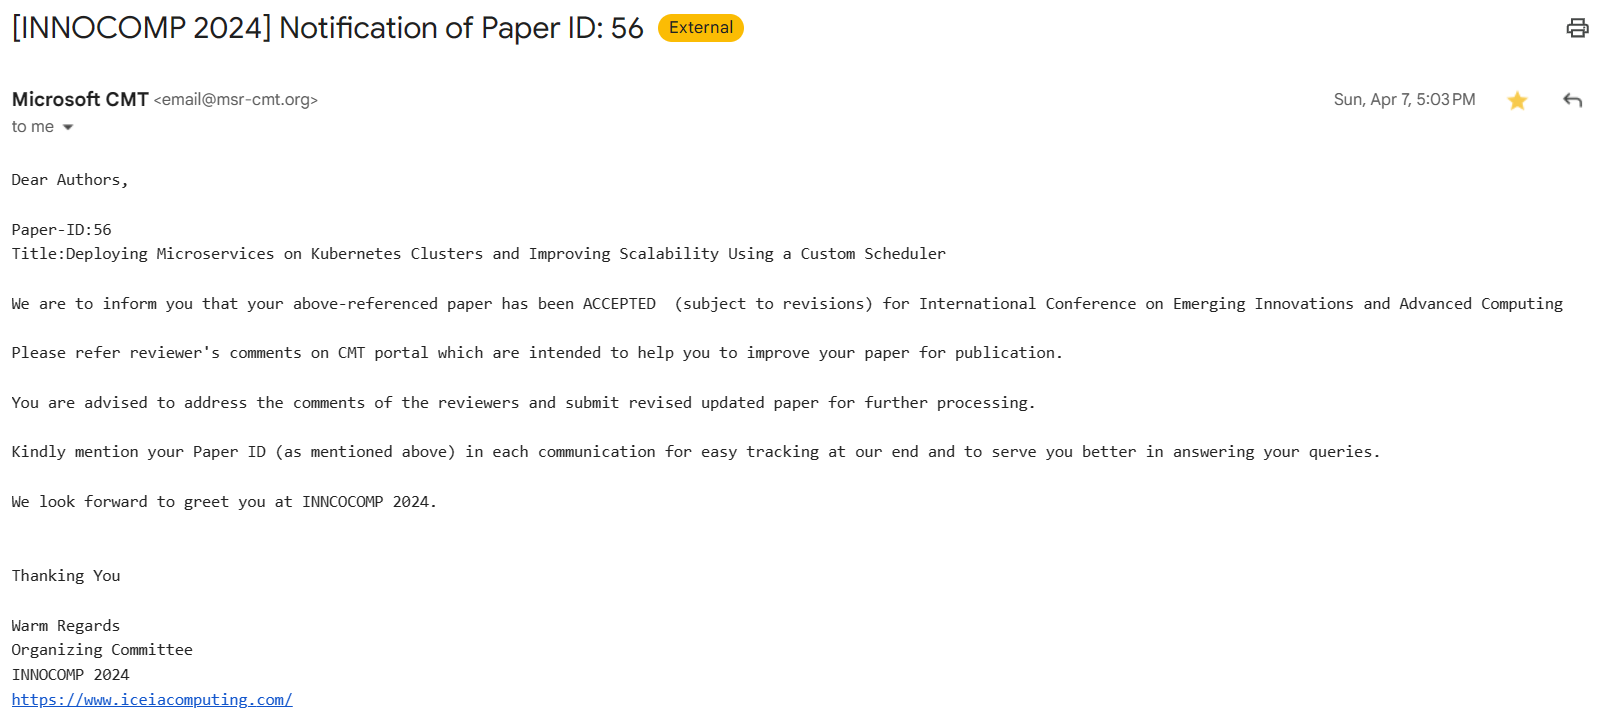 [INNOCOMP 2024] Notification of Paper ID: 56 External
Microsoft CMT <email@msr-cmt.org>
Sun, Apr 7, 5:03 PM
to me
Dear Authors,
Paper-ID:56
Title:Deploying Microservices on Kubernetes Clusters and Improving Scalability Using a Custom Scheduler
We are to inform you that your above-referenced paper has been ACCEPTED  (subject to revisions) for International Conference on Emerging Innovations and Advanced Computing
Please refer reviewer's comments on CMT portal which are intended to help you to improve your paper for publication.
You are advised to address the comments of the reviewers and submit revised updated paper for further processing.
Kindly mention your Paper ID (as mentioned above) in each communication for easy tracking at our end and to serve you better in answering your queries.
We look forward to greet you at INNCOCOMP 2024.
Thanking You
Warm Regards
Organizing Committee
INNOCOMP 2024
https://www.iceiacomputing.com/